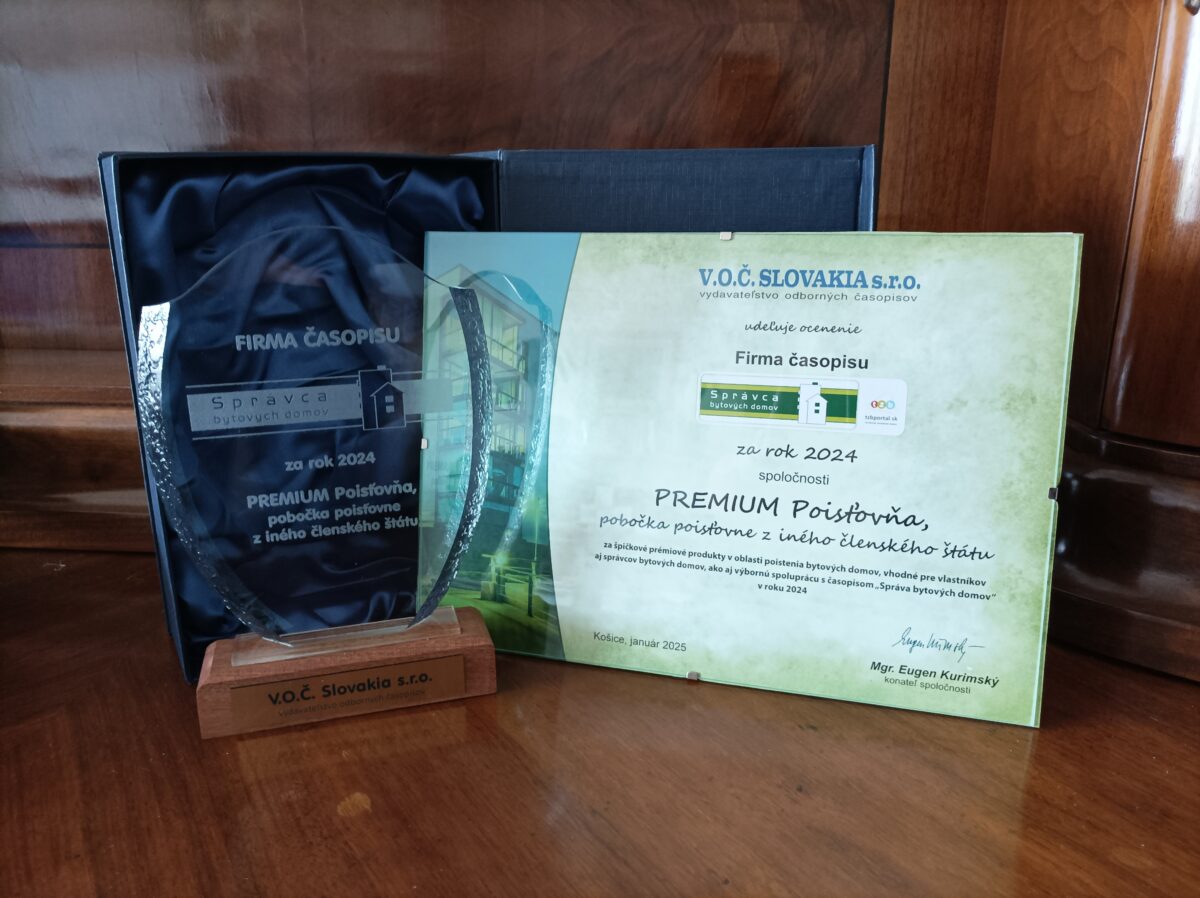 FIRMA ČASOPISU
Správca
bytových domov
za rok 2024
PREMIUM Poisťovňa,
pobočka poisťovne
z iného členského štátu
V.O.Č. Slovakia s.r.o.
vydavateľstvo odborných časopisov
V.O.Č. SLOVAKIA s.r.o.
vydavateľstvo odborných časopisov
udeľuje ocenenie
Firma časopisu
Správca
bytových domov
tzb
tzbportal.sk
za rok 2024
spoločnosti
PREMIUM Poisťovňa,
pobočka poisťovne z iného členského štátu
za špičkové prémiové produkty v oblasti poistenia bytových domov, vhodné pre vlastníkov
aj správcov bytových domov, ako aj výbornú spoluprácu s časopisom „Správa bytových domov“
v roku 2024
Košice, január 2025
Mgr. Eugen Kurimský
konateľ spoločnosti